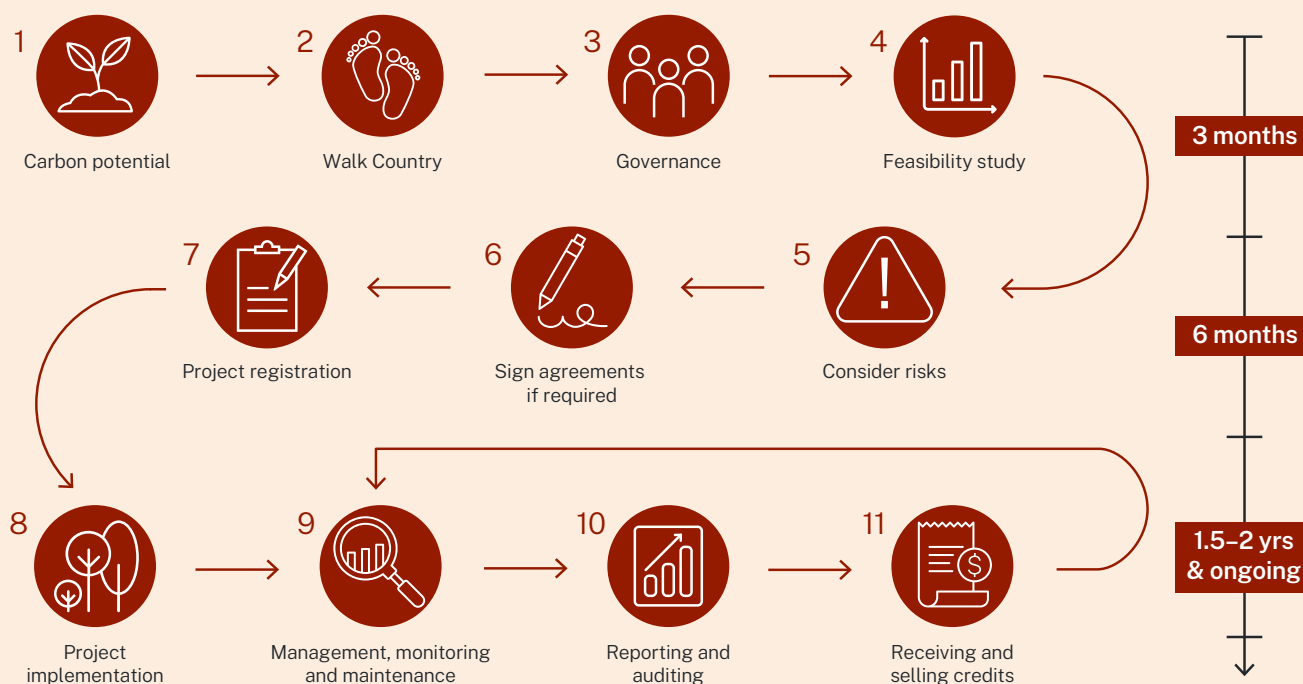 1
Carbon potential
2
Walk Country
3
Governance
4
Feasibility study
3 months
7
Project registration
6
Sign agreements
if required
5
Consider risks
6 months
8
Project
implementation
9
Management, monitoring
and maintenance
10
Reporting and
auditing
11
$
Receiving and
selling credits
1.5–2 yrs
& ongoing